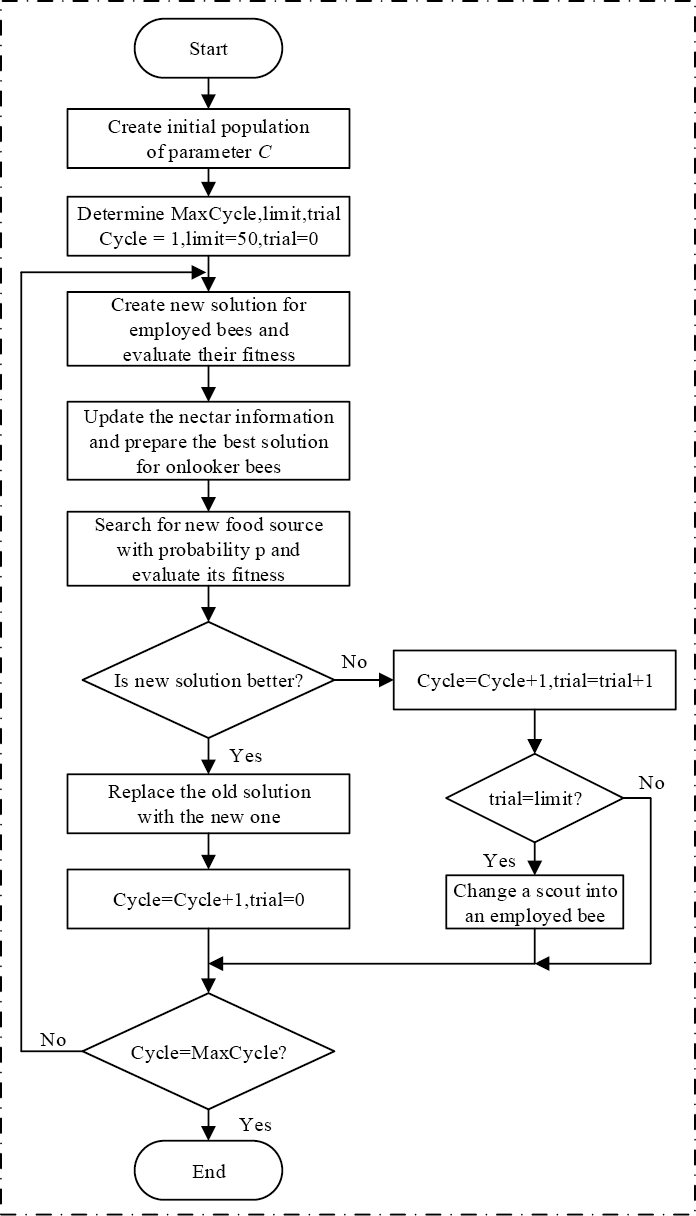 Start
Create initial population
of parameter C
Determine MaxCycle,limit,trial
Cycle = 1,limit=50,trial=0
Create new solution for
employed bees and
evaluate their fitness
Update the nectar information
and prepare the best solution
for onlooker bees
Search for new food source
with probability p and
evaluate its fitness
Is new solution better?
No
Cycle=Cycle+1,trial=trial+1
Yes
Replace the old solution
with the new one
trial=limit?
No
Yes
Change a scout into
an employed bee
Cycle=Cycle+1,trial=0
Cycle=MaxCycle?
No
Yes
End